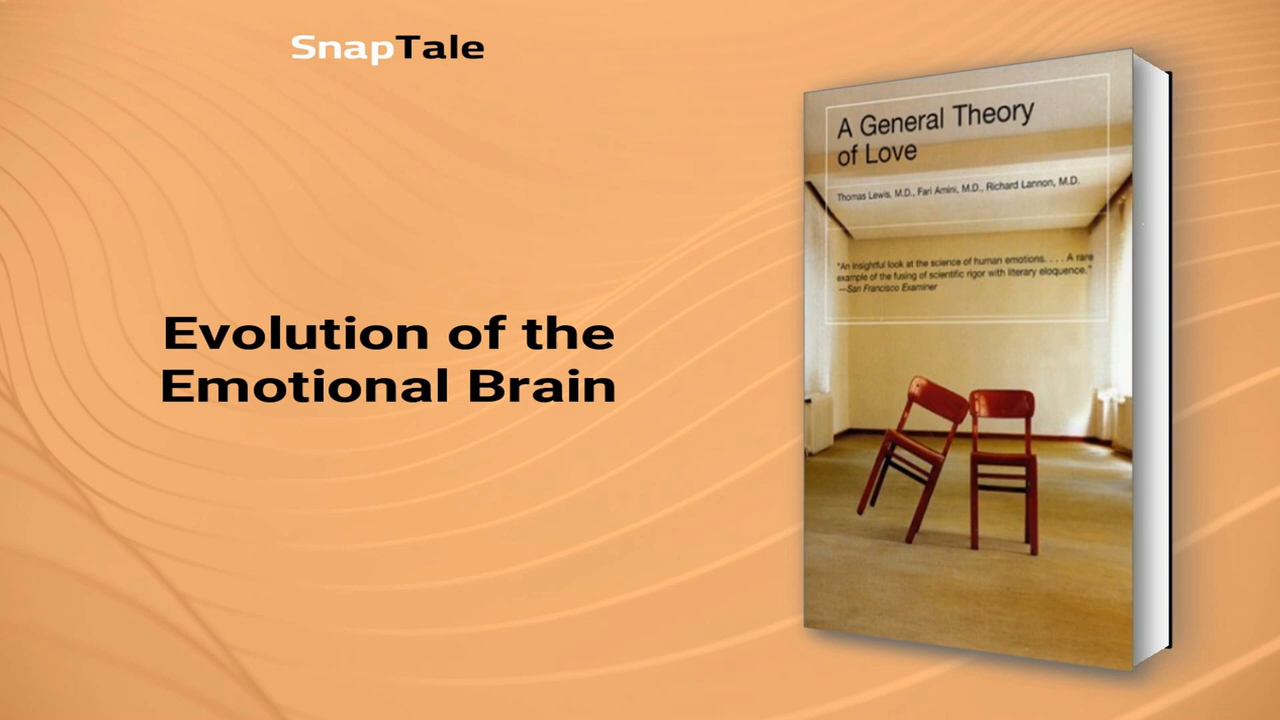 SnapTale
Evolution of the
Emotional Brain
A General Theory
of Love
Thomas Lewis, M.D., Fari Amini, M.D., Richard Lannon, M.D.
"An insightful look at the science of human emotions. . . . A rare
example of the fusing of scientific rigor with literary eloquence."
—San Francisco Examiner